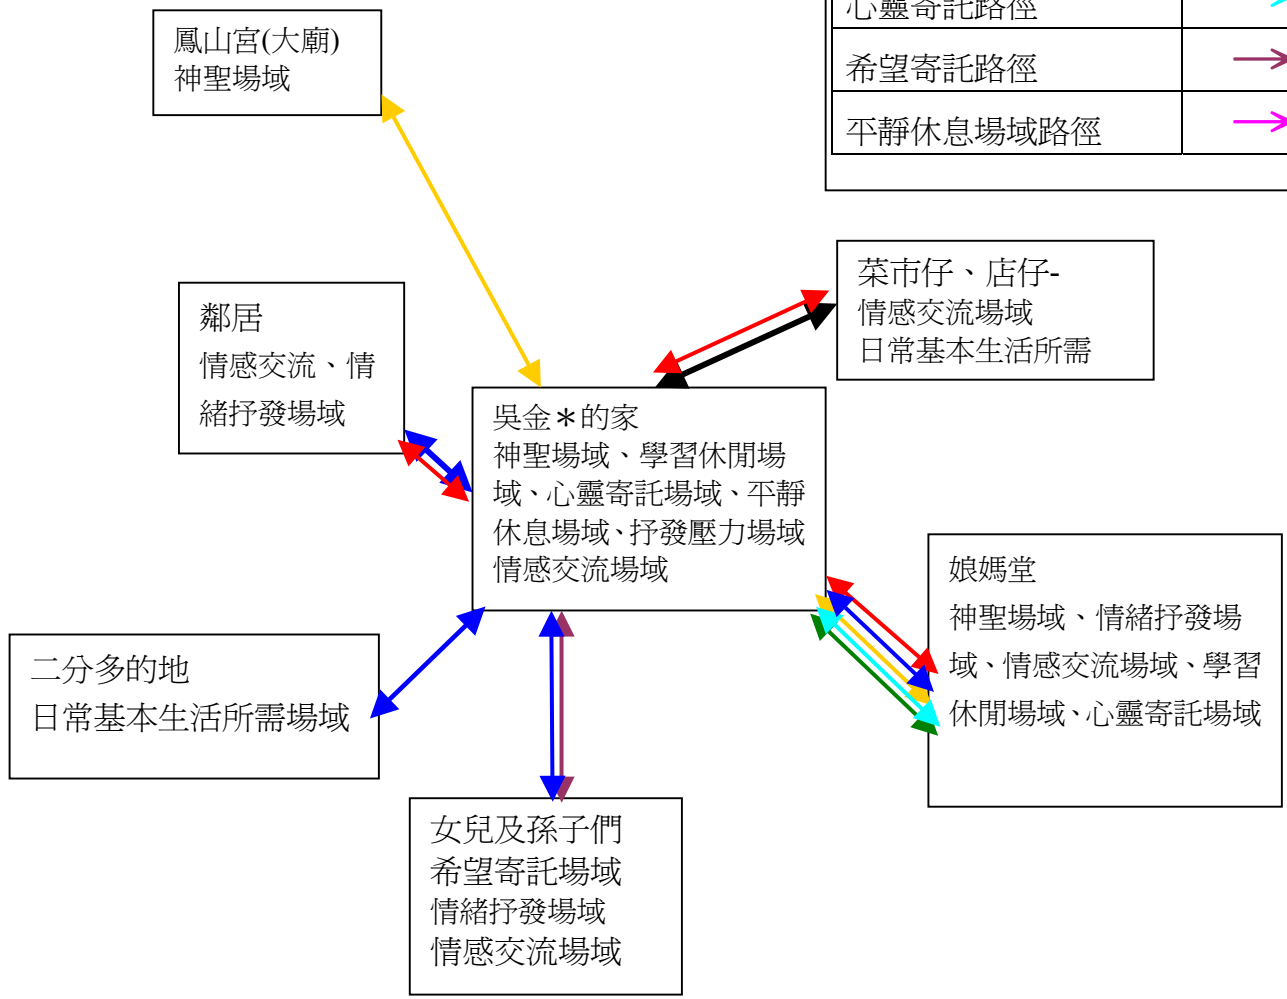 心靈寄託路徑
希望寄託路徑
平靜休息場域路徑
鳳山宮(大廟)
神聖場域
菜市仔、店仔-
情感交流場域
日常基本生活所需
鄰居
情感交流、情
緒抒發場域
吳金＊的家
神聖場域、學習休閒場
域、心靈寄託場域、平靜
休息場域、抒發壓力場域
情感交流場域
娘媽堂
神聖場域、情緒抒發場
域、情感交流場域、學習
休閒場域、心靈寄託場域
二分多的地
日常基本生活所需場域
女兒及孫子們
希望寄託場域
情緒抒發場域
情感交流場域